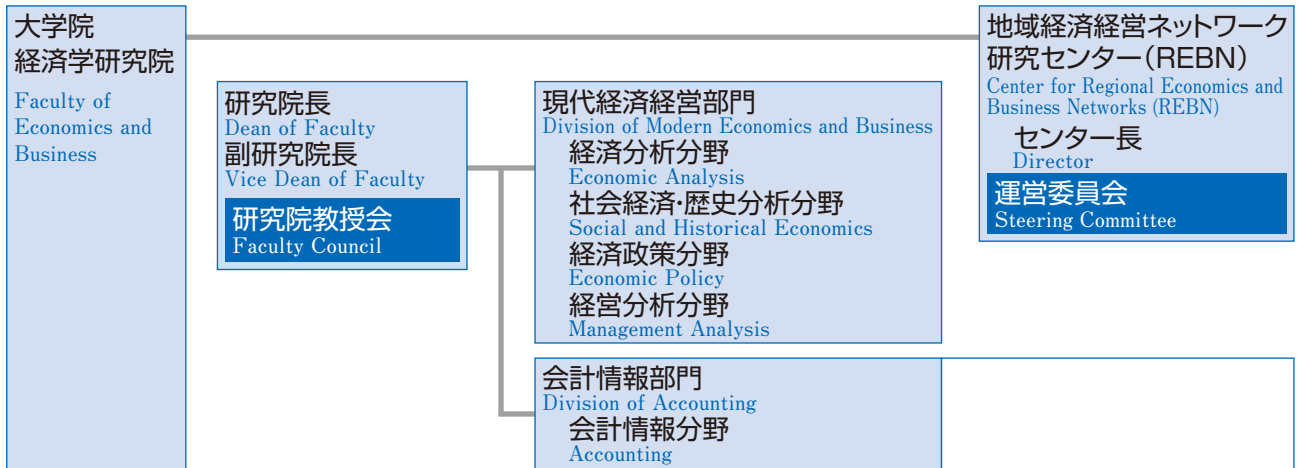 大学院
経済学研究院
Faculty of
Economics and
Business
研究院長
Dean of Faculty
副研究院長
Vice Dean of Faculty
研究院教授会
Faculty Council
現代経済経営部門
Division of Modern Economics and Business
経済分析分野
Economic Analysis
社会経済・歴史分析分野
Social and Historical Economics
経済政策分野
Economic Policy
経営分析分野
Management Analysis
会計情報部門
Division of Accounting
会計情報分野
Accounting
地域経済経営ネットワーク
研究センター(REBN)
Center for Regional Economics and
Business Networks (REBN)
センター長
Director
運営委員会
Steering Committee